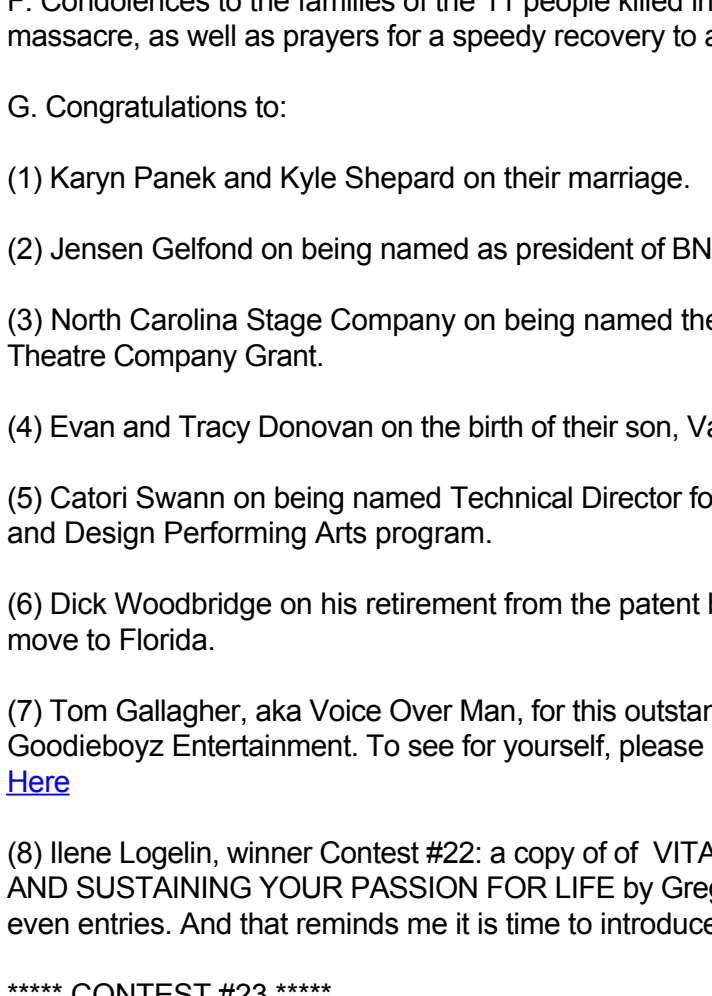 F. Condolences to the families of the 11 people killed in
massacre, as well as prayers for a speedy recovery to a
G. Congratulations to:
(1) Karyn Panek and Kyle Shepard on their marriage.
(2) Jensen Gelfond on being named as president of BN
(3) North Carolina Stage Company on being named the
Theatre Company Grant.
(4) Evan and Tracy Donovan on the birth of their son, Va
(5) Catori Swann on being named Technical Director fo
and Design Performing Arts program.
(6) Dick Woodbridge on his retirement from the patent b
move to Florida.
(7) Tom Gallagher, aka Voice Over Man, for this outstan
Goodieboyz Entertainment. To see for yourself, please
Here
(8) Ilene Logelin, winner Contest #22: a copy of of  VITA
AND SUSTAINING YOUR PASSION FOR LIFE by Greg
even entries. And that reminds me it is time to introduce
***** CONTEST #23 *****